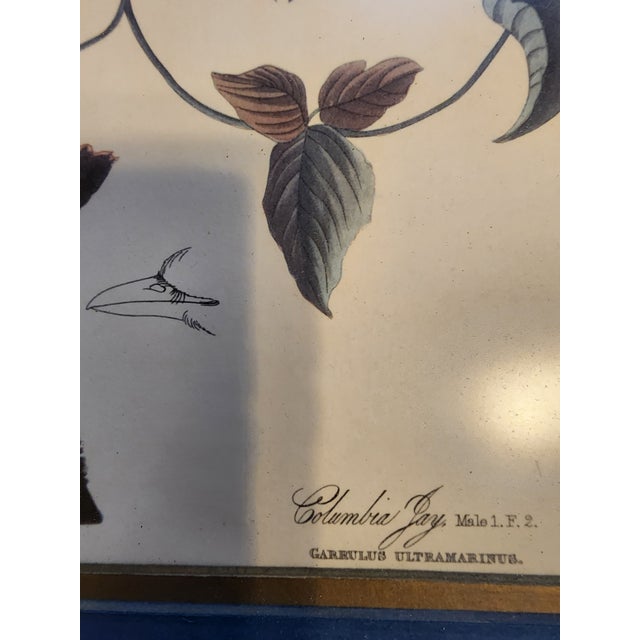 Columbia Jay, Male 1. F. 2.
GARRULUS ULTRAMARINUS.